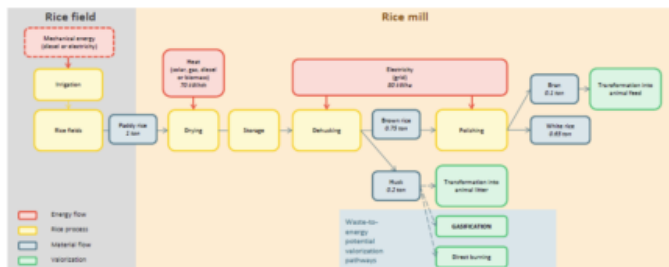 Rice field
Rice mill
Mechanical energy
(diesel or electricity)
Heat
(solar, gas, diesel
or biomass)
Electricity
(grid)
Irrigation
Bran
0.1 ton
Transformation into
animal feed
Rice fields
Paddy rice
1 ton
Drying
Storage
Dehusking
Brown rice
0.75 ton
Polishing
White rice
0.65 ton
Husk
0.2 ton
Transformation into
animal litter
Energy flow
Rice process
Material flow
Valorization
Waste-to-
energy
potential
valorization
pathways
GASIFICATION
Direct burning